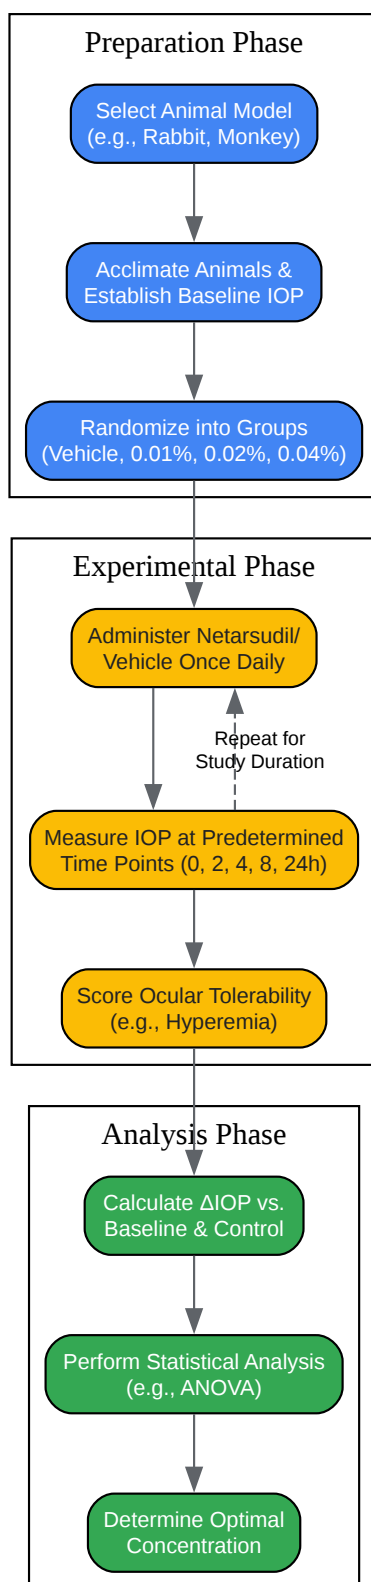 Preparation Phase
Select Animal Model
(e.g., Rabbit, Monkey)
Acclimate Animals &
Establish Baseline IOP
Randomize into Groups
(Vehicle, 0.01%, 0.02%, 0.04%)
Experimental Phase
Administer Netarsudil/
Vehicle Once Daily
Repeat for
Study Duration
Measure IOP at Predetermined
Time Points (0, 2, 4, 8, 24h)
Score Ocular Tolerability
(e.g., Hyperemia)
Analysis Phase
Calculate ΔIOP vs.
Baseline & Control
Perform Statistical Analysis
(e.g., ANOVA)
Determine Optimal
Concentration